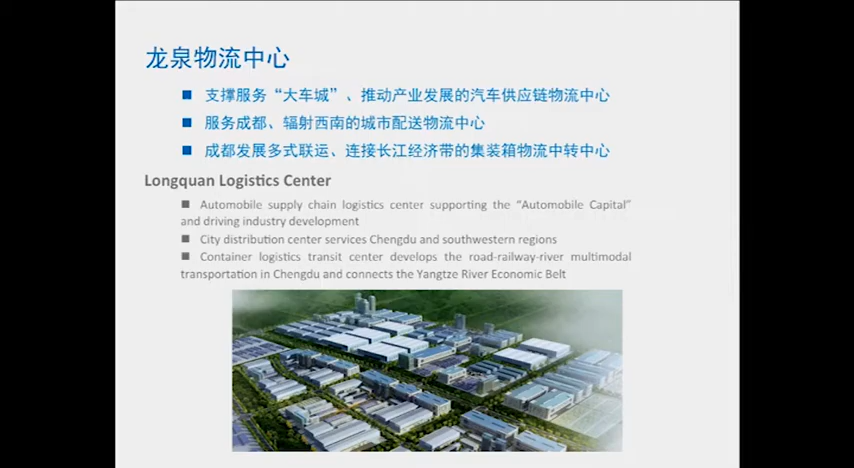 龙泉物流中心
■ 支撑服务“大车城”、推动产业发展的汽车供应链物流中心
■ 服务成都、辐射西南的城市配送物流中心
■ 成都发展多式联运、连接长江经济带的集装箱物流中转中心
Longquan Logistics Center
■ Automobile supply chain logistics center supporting the “Automobile Capital”
and driving industry development
■ City distribution center services Chengdu and southwestern regions
■ Container logistics transit center develops the road-railway-river multimodal
transportation in Chengdu and connects the Yangtze River Economic Belt